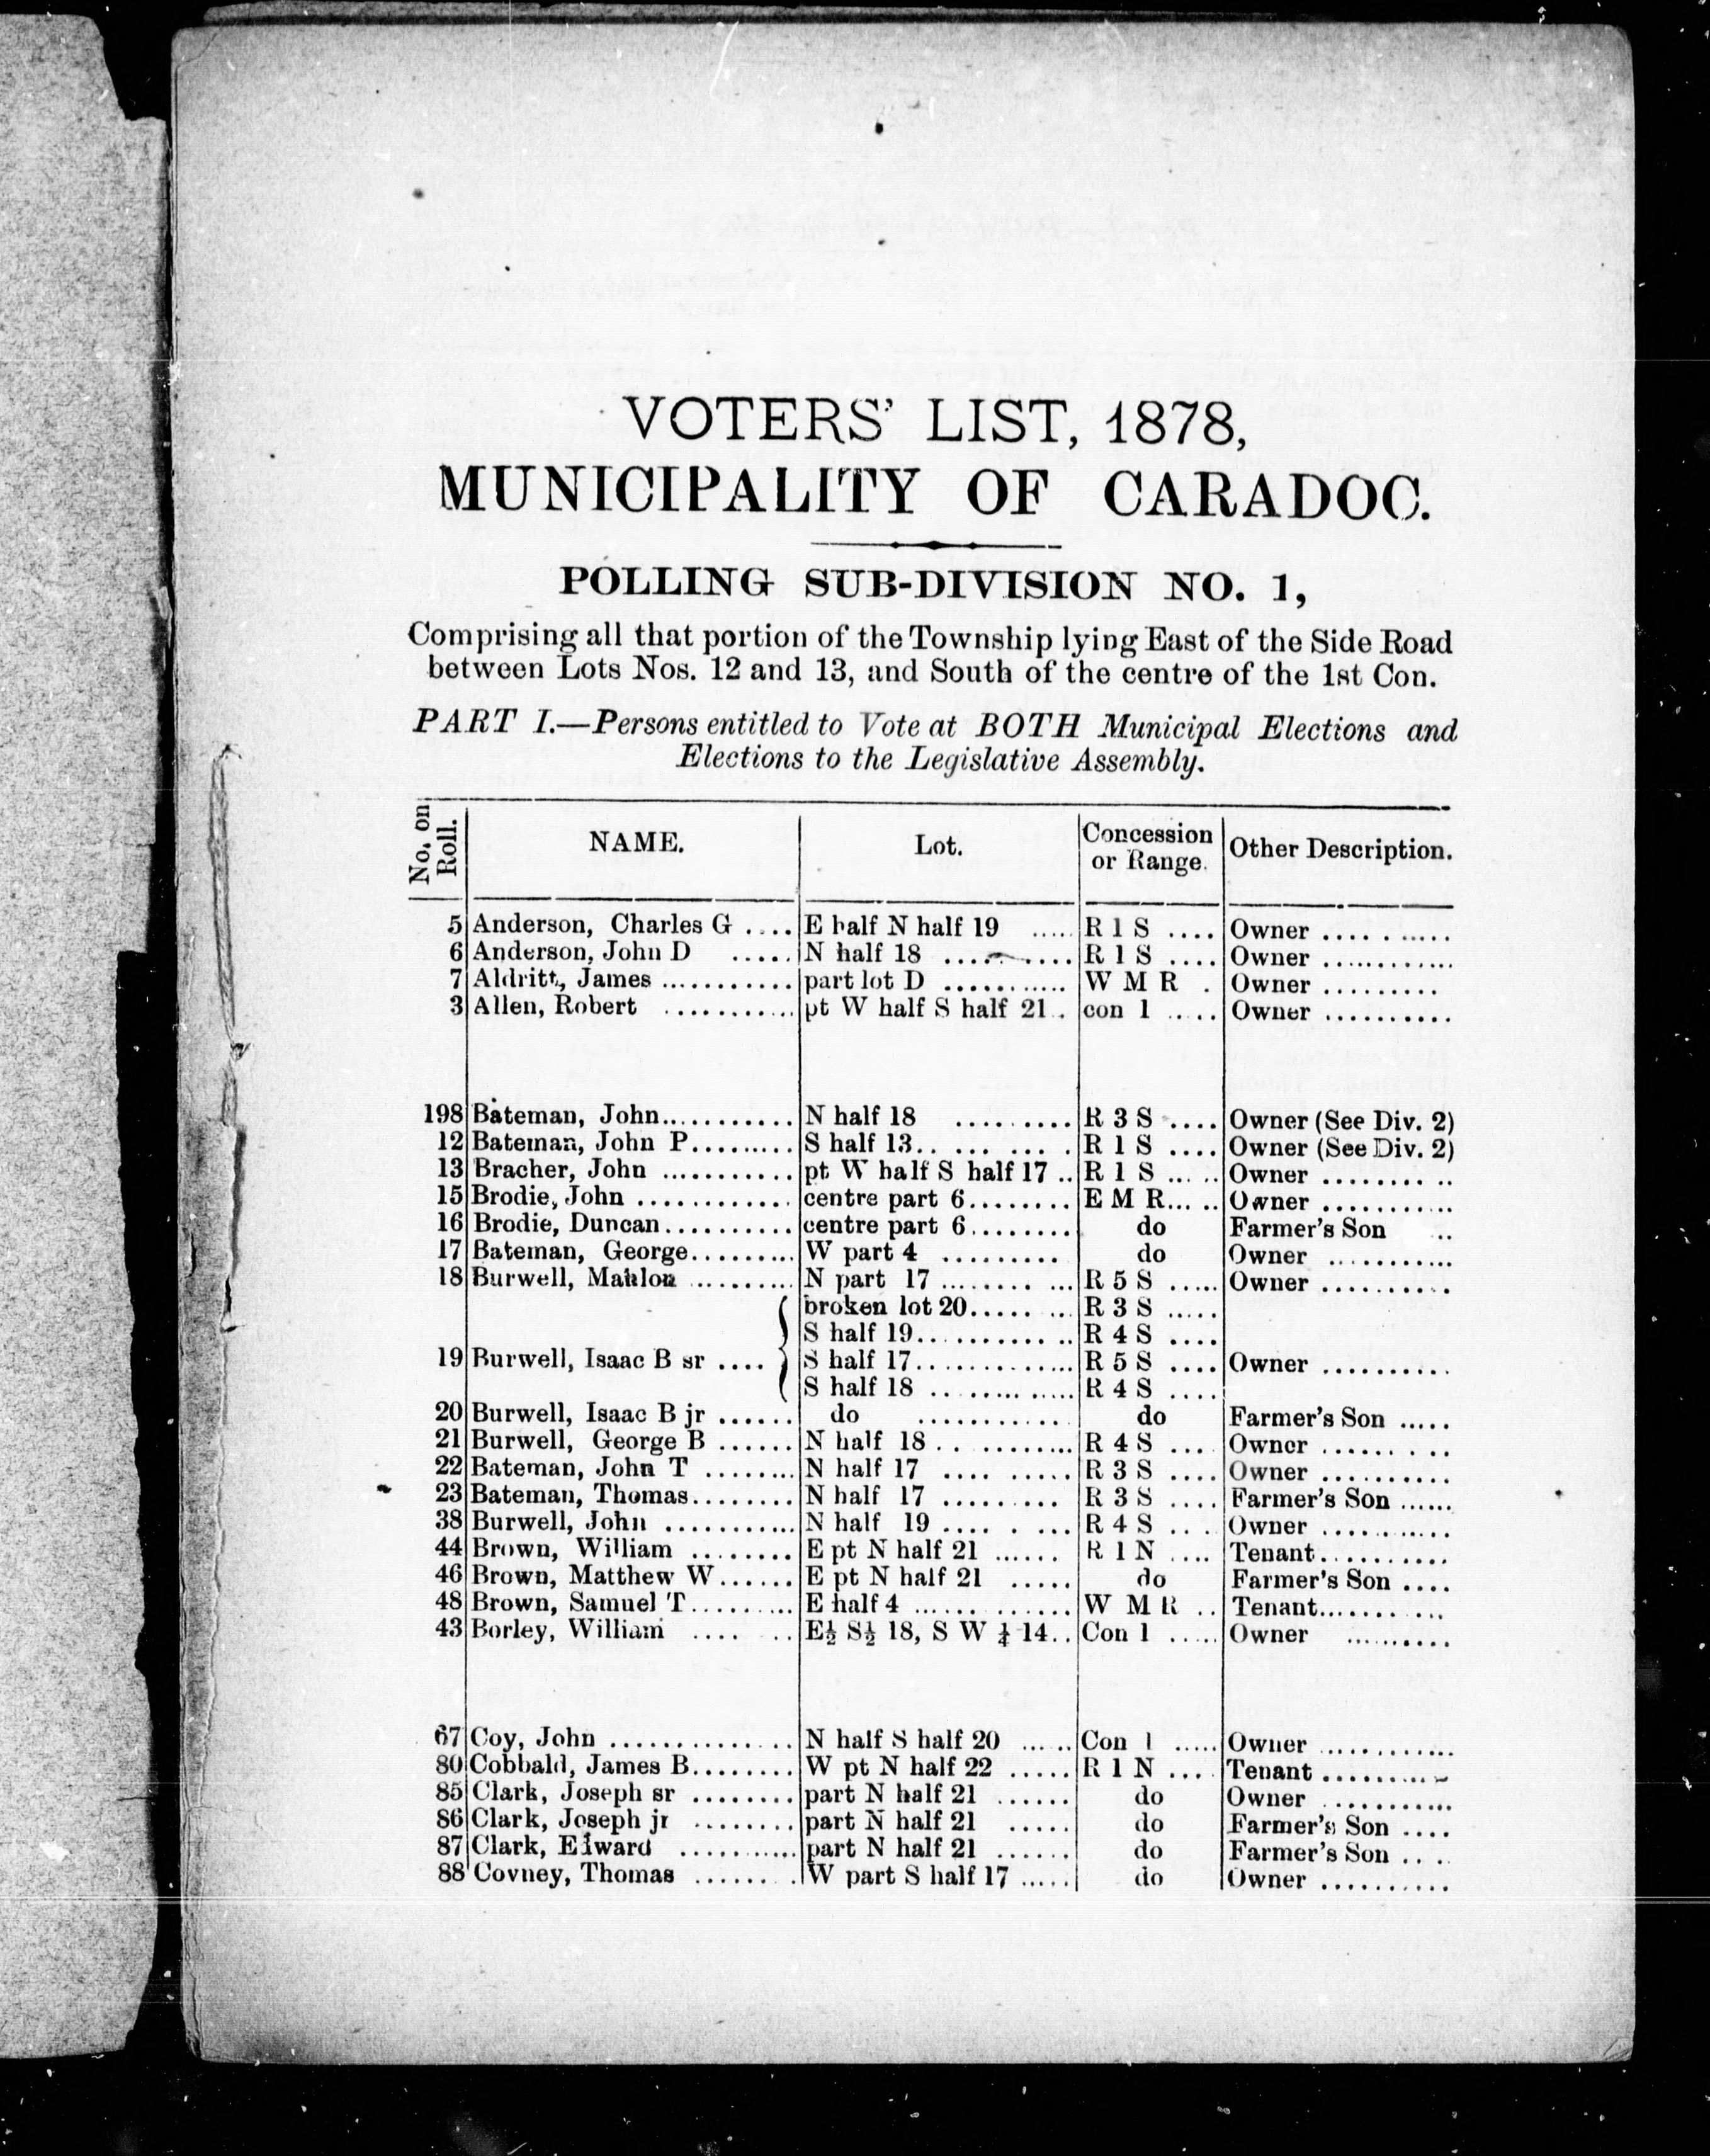 VOTERS' LIST, 1878,
MUNICIPALITY OF CARADOC.
POLLING SUB-DIVISION NO. 1,
Comprising all that portion of the Township lying East of the Side Road
between Lots Nos. 12 and 13, and South of the centre of the 1st Con.
PART I.—Persons entitled to Vote at BOTH Municipal Elections and
Elections to the Legislative Assembly.
No. on Roll. NAME. Lot. Concession or Range. Other Description.
5 Anderson, Charles G .... E half N half 19 ..... R 1 S .... Owner ...........
6 Anderson, John D ..... N half 18 ......... R 1 S .... Owner ............
7 Aldritt, James ........... part lot D ........... W M R . Owner .........
3 Allen, Robert ........... pt W half S half 21.. con 1 ..... Owner ..........
198 Bateman, John............ N half 18 ......... R 3 S .... Owner (See Div. 2)
12 Bateman, John P......... S half 13.......... R 1 S .... Owner (See Div. 2)
13 Bracher, John ........... pt W half S half 17 .. R 1 S ..... Owner ..........
15 Brodie, John ............ centre part 6........ E M R..... Owner ...........
16 Brodie, Duncan........... centre part 6........ do Farmer's Son ..
17 Bateman, George......... W part 4 ......... do Owner ...........
18 Burwell, Mahlon .......... N part 17 ........... R 5 S ..... Owner ..........
broken lot 20........ R 3 S .....
S half 19............ R 4 S ....
19 Burwell, Isaac B sr .... S half 17............ R 5 S .... Owner ..........
S half 18 ........... R 4 S ....
20 Burwell, Isaac B jr ...... do ............ do Farmer's Son .....
21 Burwell, George B ...... N half 18........... R 4 S .... Owner .........
22 Bateman, John T ........ N half 17 ......... R 3 S .... Owner ..........
23 Bateman, Thomas........ N half 17 ......... R 3 S .... Farmer's Son ......
38 Burwell, John ........... N half 19 ........ R 4 S .... Owner ...........
44 Brown, William ........ E pt N half 21 ...... R 1 N .... Tenant...........
46 Brown, Matthew W...... E pt N half 21 ..... do Farmer's Son ....
48 Brown, Samuel T......... E half 4 ............ W M R .. Tenant...........
43 Borley, William ...... E½ S½ 18, S W ¼ 14.. Con 1 ..... Owner ..........
67 Coy, John .............. N half S half 20 ..... Con 1 ..... Owner ............
80 Cobbald, James B........ W pt N half 22 ..... R 1 N .... Tenant ..........
85 Clark, Joseph sr ........ part N half 21 ...... do Owner ...........
86 Clark, Joseph jr ........ part N half 21 ..... do Farmer's Son ....
87 Clark, Edward ........... part N half 21 ...... do Farmer's Son ....
88 Covney, Thomas ........ W part S half 17 ..... do Owner ..........